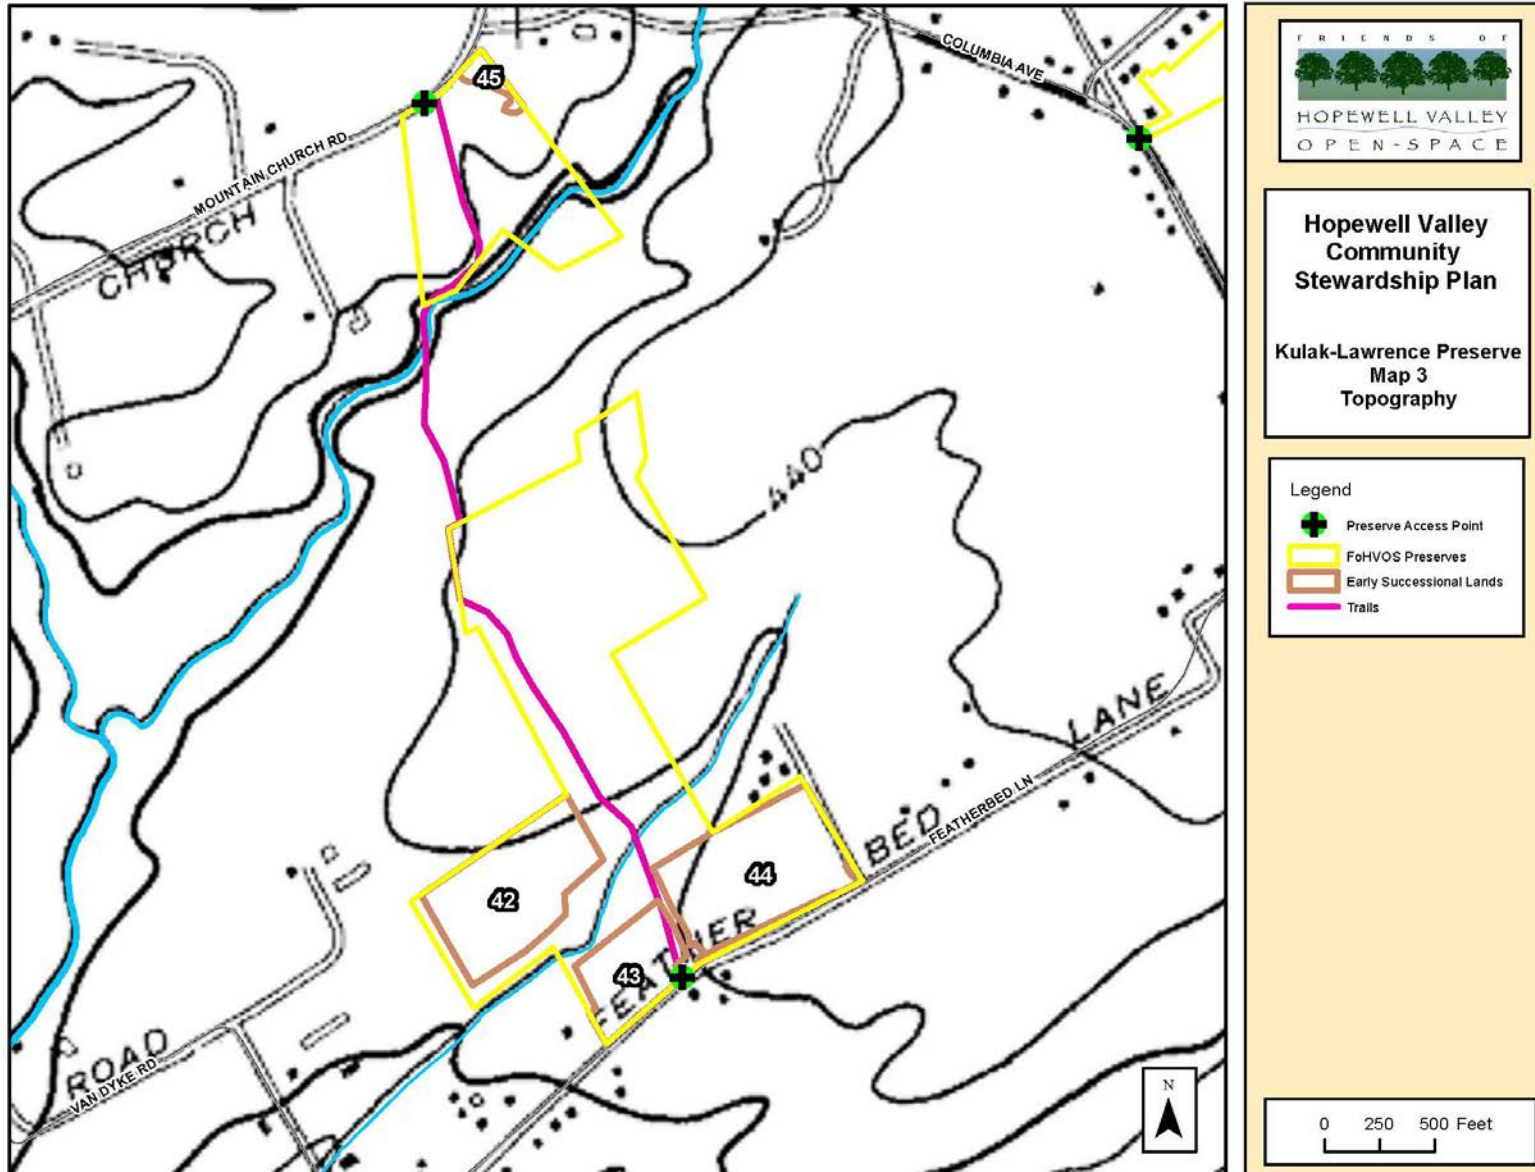 45
COLUMBIA AVE
MOUNTAIN CHURCH RD
CHURCH
440
LANE
BED
FEATHERBED LN
44
42
FEATHER
43
ROAD
VAN DYKE RD
N
FRIENDS OF
HOPEWELL VALLEY
OPEN-SPACE
Hopewell Valley
Community
Stewardship Plan
Kulak-Lawrence Preserve
Map 3
Topography
Legend
Preserve Access Point
FoHVOS Preserves
Early Successional Lands
Trails
0 250 500 Feet